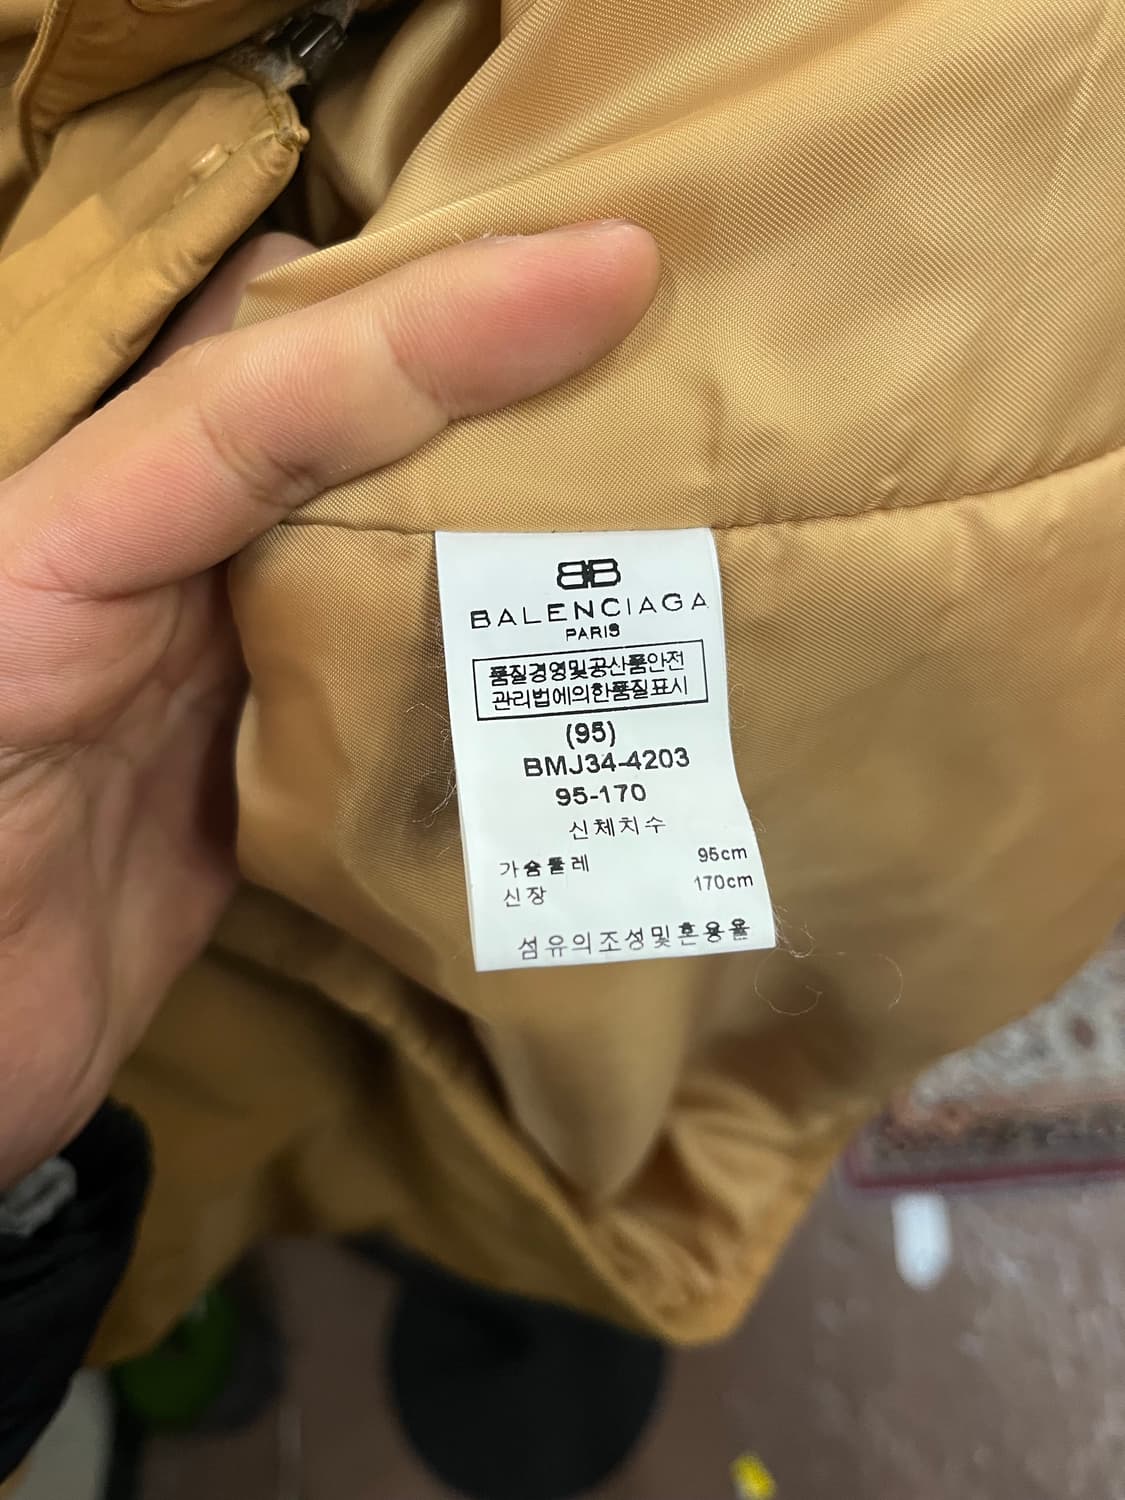 BB
BALENCIAGA
PARIS
품질경영및공산품안전
관리법에의한품질표시
(95)
BMJ34-4203
95-170
신체치수
가슴둘레 95cm
신장 170cm
섬유의조성및혼용율